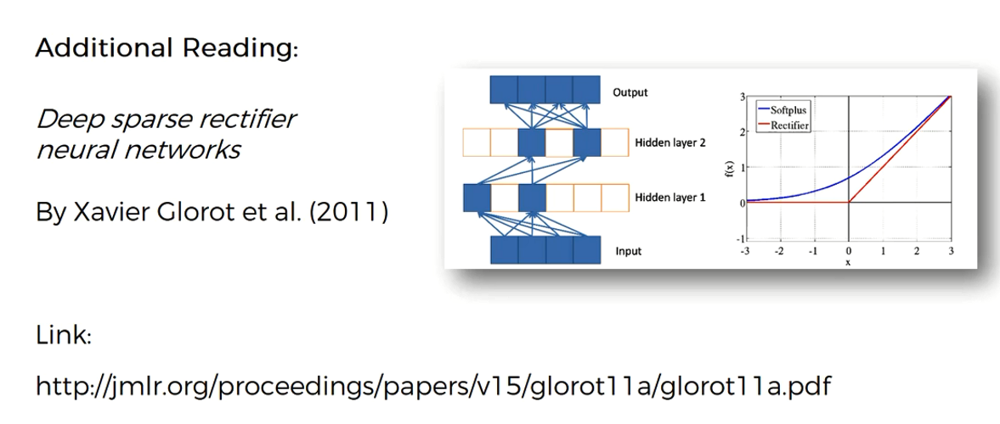 Additional Reading:
Deep sparse rectifier
neural networks
By Xavier Glorot et al. (2011)
Output
Hidden layer 2
Hidden layer 1
Input
3
2
1
0
-1
f(x)
Softplus
Rectifier
-3 -2 -1 0 1 2 3
x
Link:
http://jmlr.org/proceedings/papers/v15/glorot11a/glorot11a.pdf